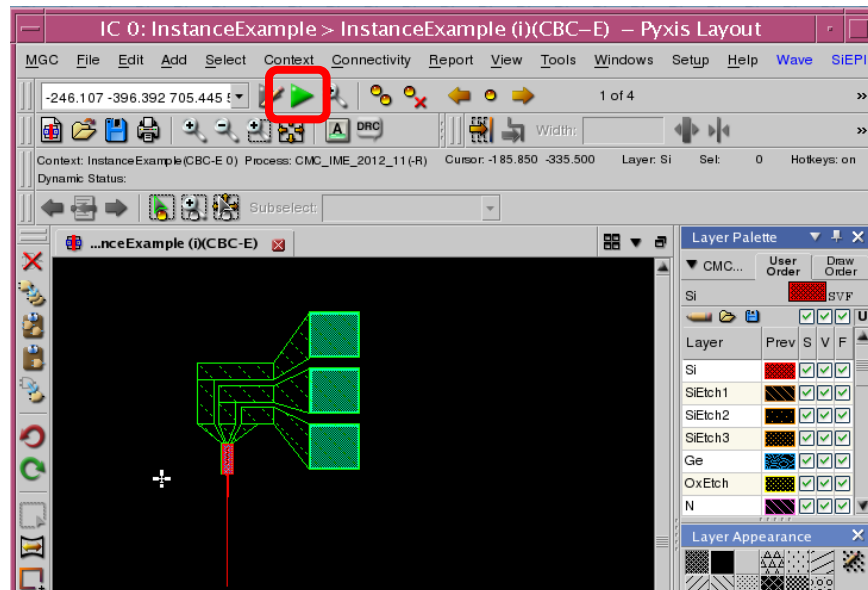 IC 0: InstanceExample > InstanceExample (i)(CBC–E) – Pyxis Layout
MGC File Edit Add Select Context Connectivity Report View Tools Windows Setup Help Wave SiEPI
-246.107 -396.392 705.445 1 of 4 »
A DRC Width: »
Context: InstanceExample(CBC-E 0) Process: CMC_IME_2012_11(-R) Cursor: -185.850 -335.500 Layer: Si Sel: 0 Hotkeys: on
Dynamic Status:
Subselect:
...nceExample (i)(CBC-E)
Layer Palette
CMC... User Order Draw Order
Si SVF
U
Layer Prev S V F
Si
SiEtch1
SiEtch2
SiEtch3
Ge
OxEtch
N
Layer Appearance